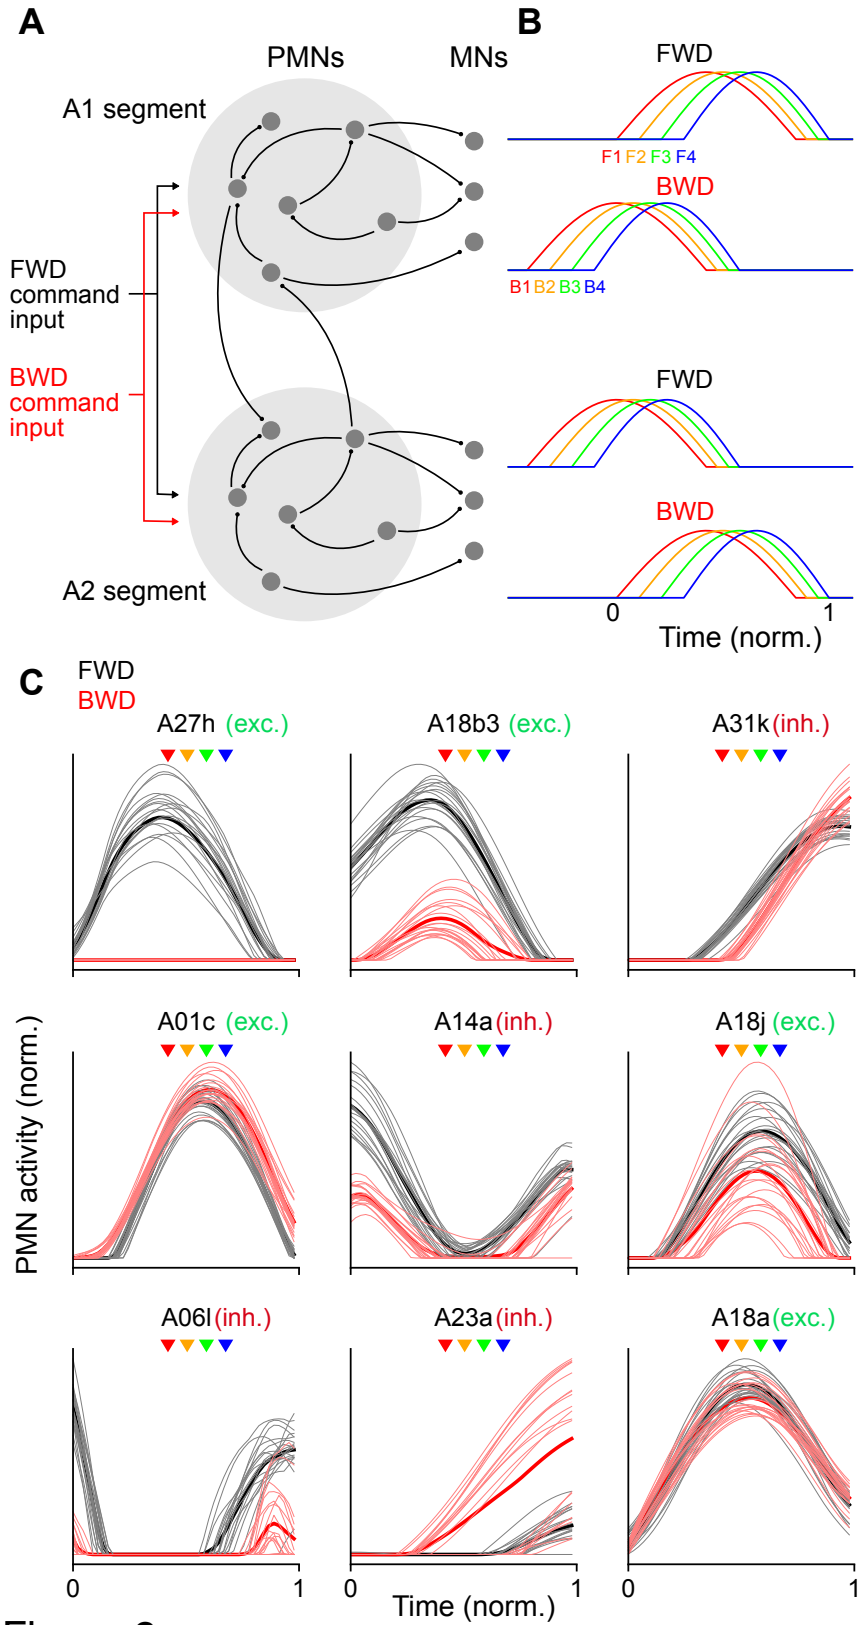 A
B
PMNs
MNs
FWD
A1 segment
F1 F2 F3 F4
BWD
FWD
command
input
B1 B2 B3 B4
BWD
command
input
FWD
BWD
A2 segment
0
1
Time (norm.)
C
FWD
BWD
A27h (exc.)
A18b3 (exc.)
A31k (inh.)
PMN activity (norm.)
A01c (exc.)
A14a (inh.)
A18j (exc.)
A06l (inh.)
A23a (inh.)
A18a (exc.)
0 1
0 1
0 1
Time (norm.)